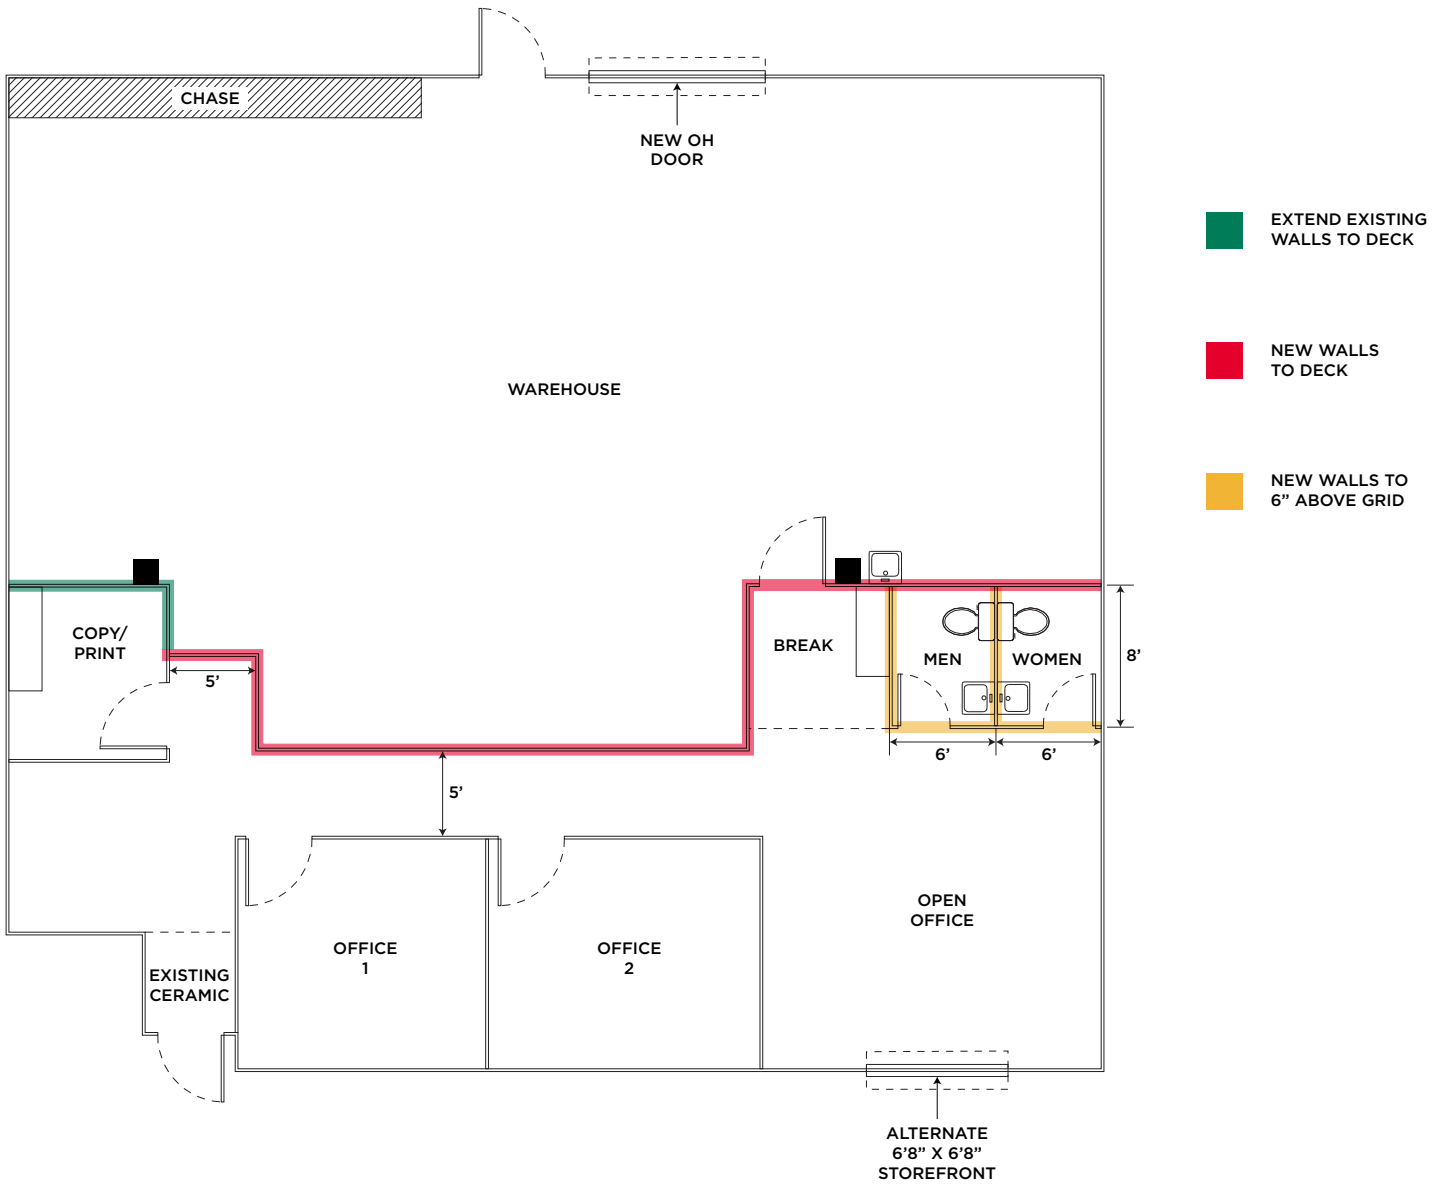 CHASE
NEW OH
DOOR
EXTEND EXISTING
WALLS TO DECK
NEW WALLS
TO DECK
WAREHOUSE
NEW WALLS TO
6” ABOVE GRID
COPY/
PRINT
BREAK
MEN
WOMEN
8’
5’
6’
6’
5’
OPEN
OFFICE
OFFICE
1
OFFICE
2
EXISTING
CERAMIC
ALTERNATE
6’8” X 6’8”
STOREFRONT